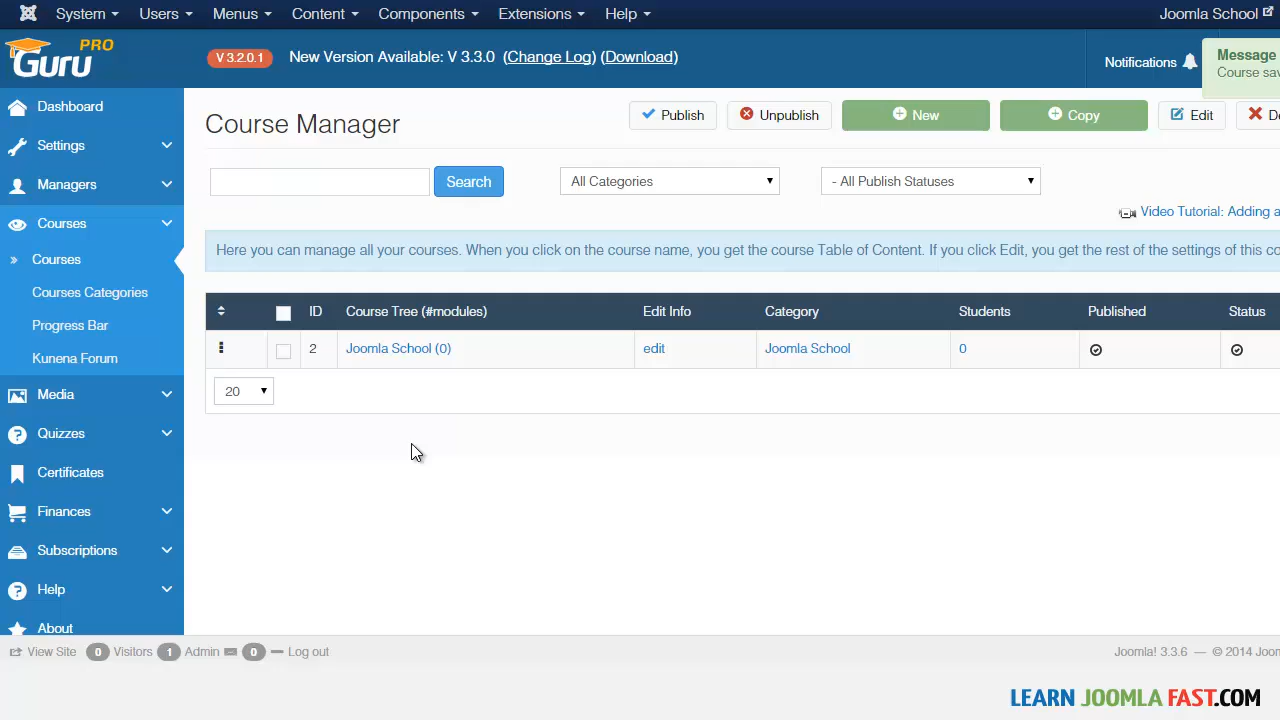 System Users Menus Content Components Extensions Help Joomla School
Guru PRO
V 3.2.0.1 New Version Available: V 3.3.0 (Change Log) (Download)
Notifications
Message
Course sav
Dashboard
Settings
Managers
Courses
Courses
Courses Categories
Progress Bar
Kunena Forum
Media
Quizzes
Certificates
Finances
Subscriptions
Help
About
Course Manager
Publish Unpublish New Copy Edit De
Search All Categories - All Publish Statuses
Video Tutorial: Adding a
Here you can manage all your courses. When you click on the course name, you get the course Table of Content. If you click Edit, you get the rest of the settings of this co
ID Course Tree (#modules) Edit Info Category Students Published Status
2 Joomla School (0) edit Joomla School 0
20
View Site 0 Visitors 1 Admin 0 Log out
Joomla! 3.3.6 — © 2014 Joom
LEARN JOOMLA FAST.COM